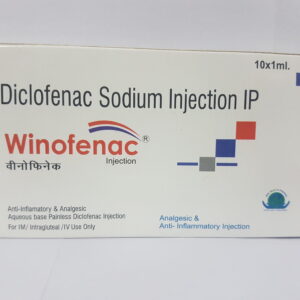 10x1ml.
Diclofenac Sodium Injection IP
Winofenac®
Injection
वीनोफिनेक
Anti-Inflamatory & Analgesic
Aqueous base Painless Diclofenac Injection
For IM/ Intragluteal /IV Use Only
Analgesic &
Anti- Inflammatory Injection